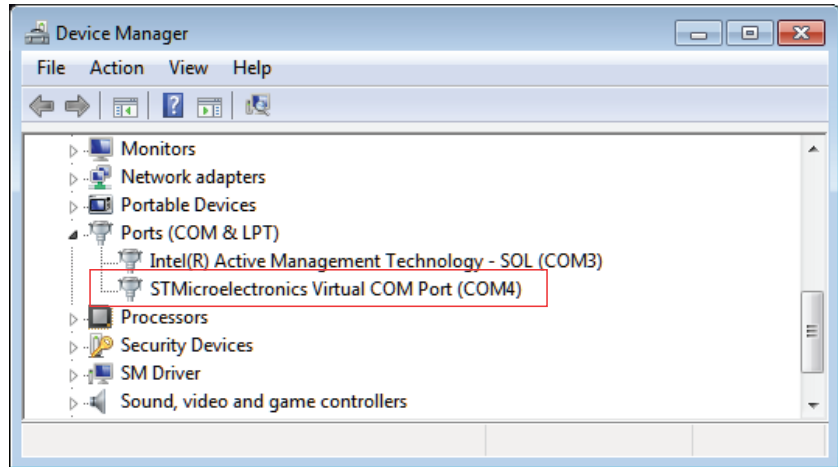 Device Manager
File Action View Help
Monitors
Network adapters
Portable Devices
Ports (COM & LPT)
Intel(R) Active Management Technology - SOL (COM3)
STMicroelectronics Virtual COM Port (COM4)
Processors
Security Devices
SM Driver
Sound, video and game controllers